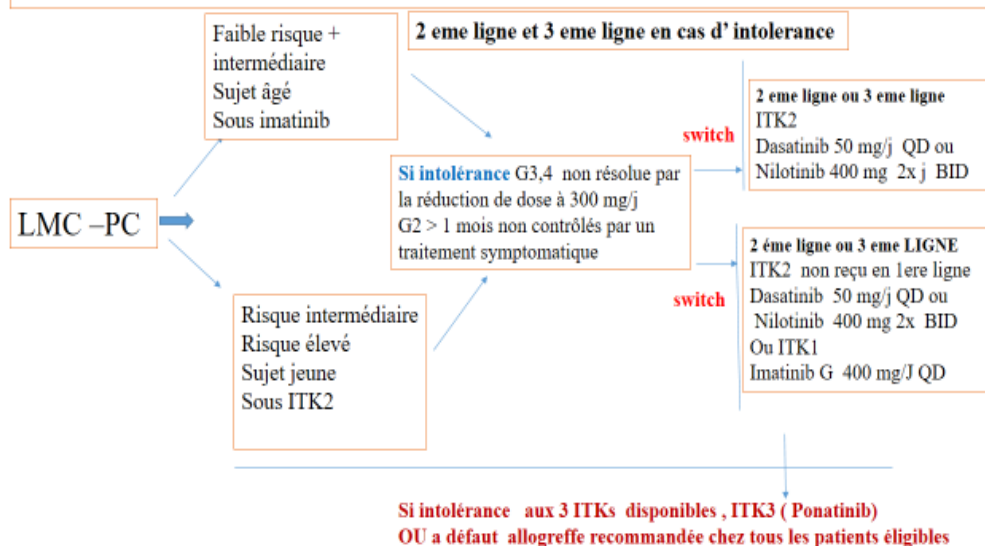 Faible risque +
intermédiaire
Sujet âgé
Sous imatinib
2 eme ligne et 3 eme ligne en cas d' intolerance
LMC –PC
Risque intermédiaire
Risque élevé
Sujet jeune
Sous ITK2
Si intolérance G3,4 non résolue par
la réduction de dose à 300 mg/j
G2 > 1 mois non contrôlés par un
traitement symptomatique
switch
switch
2 eme ligne ou 3 eme ligne
ITK2
Dasatinib 50 mg/j QD ou
Nilotinib 400 mg 2x j BID
2 éme ligne ou 3 eme LIGNE
ITK2 non reçu en 1ere ligne
Dasatinib 50 mg/j QD ou
Nilotinib 400 mg 2x BID
Ou ITK1
Imatinib G 400 mg/J QD
Si intolérance aux 3 ITKs disponibles , ITK3 ( Ponatinib)
OU a défaut allogreffe recommandée chez tous les patients éligibles